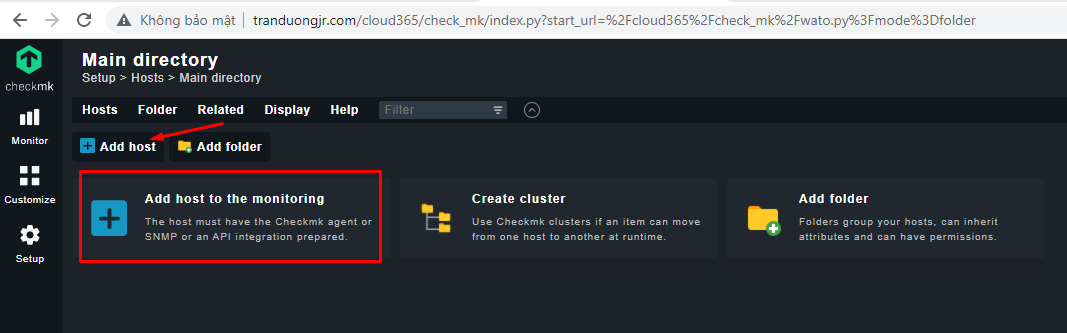 Không bảo mật | tranduongjr.com/cloud365/check_mk/index.py?start_url=%2Fcloud365%2Fcheck_mk%2Fwato.py%3Fmode%3Dfolder
checkmk
Monitor
Customize
Setup
Main directory
Setup > Hosts > Main directory
Hosts Folder Related Display Help Filter
Add host Add folder
Add host to the monitoring
The host must have the Checkmk agent or
SNMP or an API integration prepared.
Create cluster
Use Checkmk clusters if an item can move
from one host to another at runtime.
Add folder
Folders group your hosts, can inherit
attributes and can have permissions.